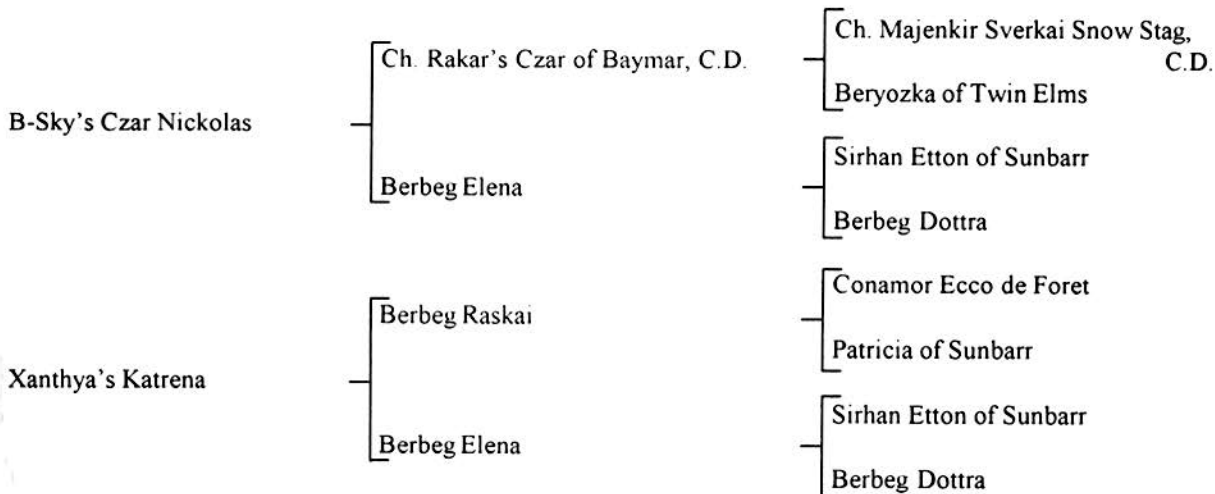 Ch. Majenkir Sverkai Snow Stag,
C.D.
Ch. Rakar's Czar of Baymar, C.D.
Beryozka of Twin Elms
B-Sky's Czar Nickolas
Sirhan Etton of Sunbarr
Berbeg Elena
Berbeg Dottra
Conamor Ecco de Foret
Berbeg Raskai
Patricia of Sunbarr
Xanthya's Katrena
Sirhan Etton of Sunbarr
Berbeg Elena
Berbeg Dottra